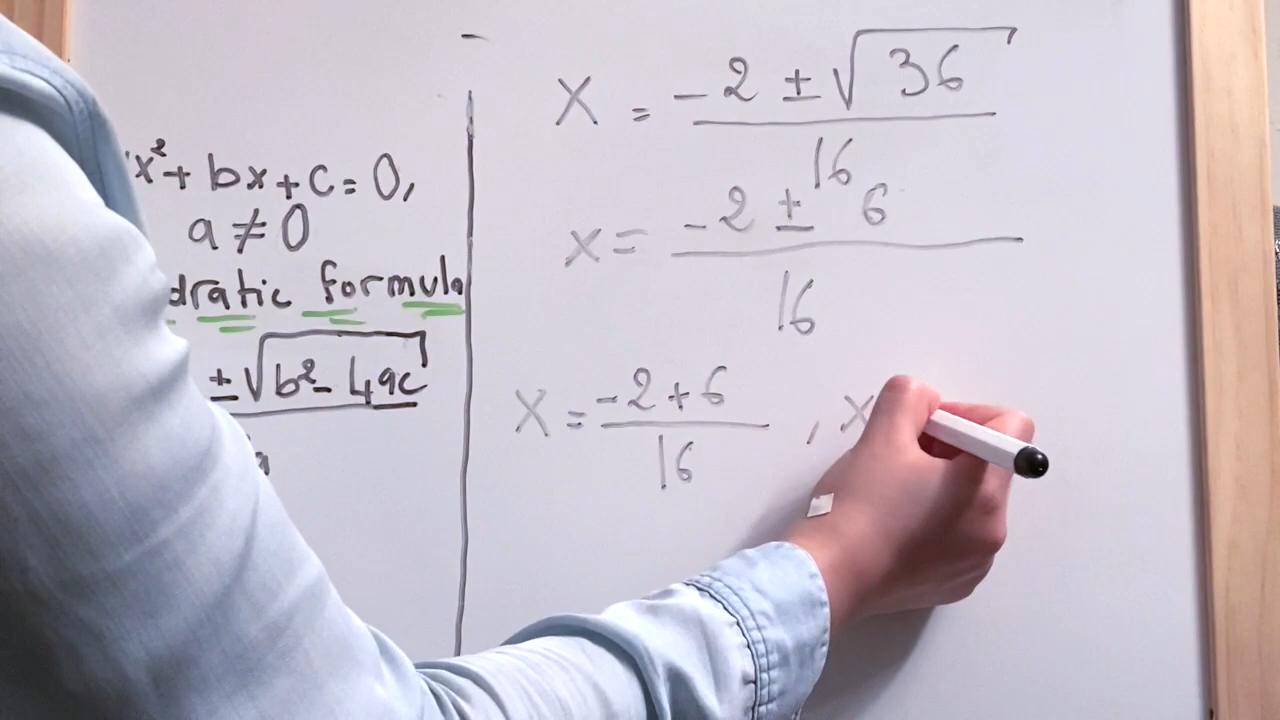 x² + bx + c = 0,
a ≠ 0
dratic formula
± √b² - 4ac
a
X = -2 ± √36
16
x = -2 ± 6
16
X = -2 + 6 , x
16